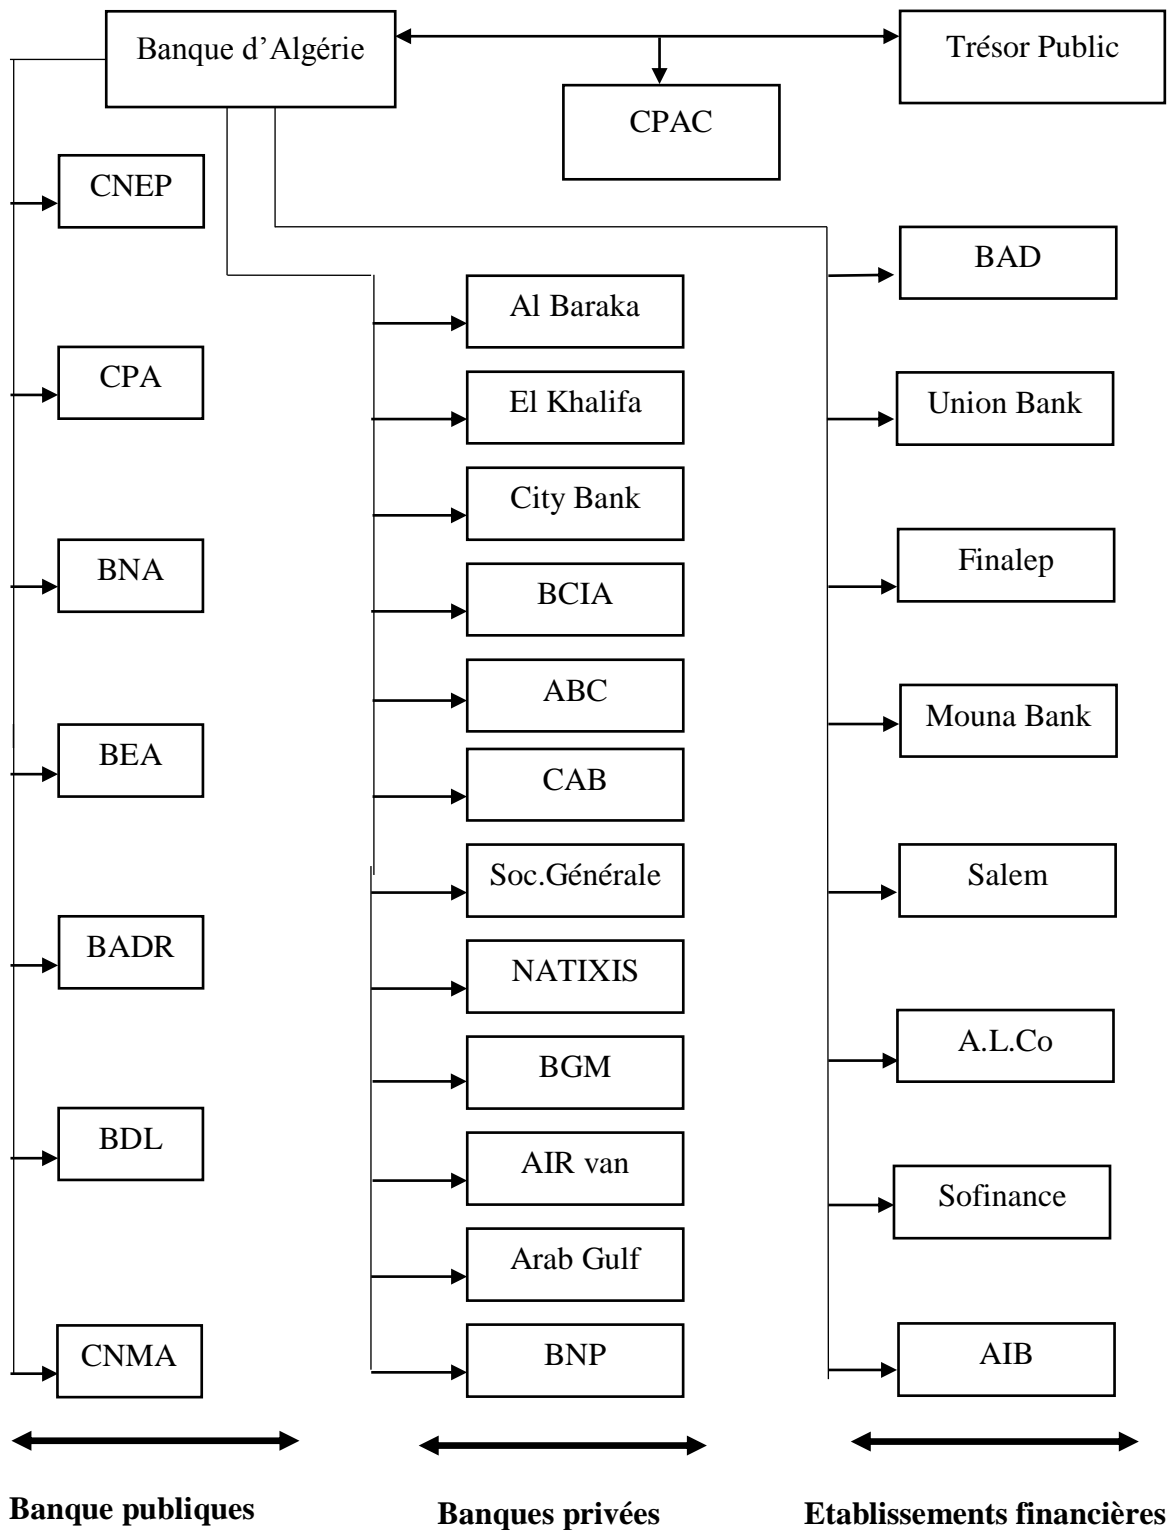 Banque d’Algérie
Trésor Public
CPAC
CNEP
CPA
BNA
BEA
BADR
BDL
CNMA
Al Baraka
El Khalifa
City Bank
BCIA
ABC
CAB
Soc.Générale
NATIXIS
BGM
AIR van
Arab Gulf
BNP
BAD
Union Bank
Finalep
Mouna Bank
Salem
A.L.Co
Sofinance
AIB
Banque publiques
Banques privées
Etablissements financières